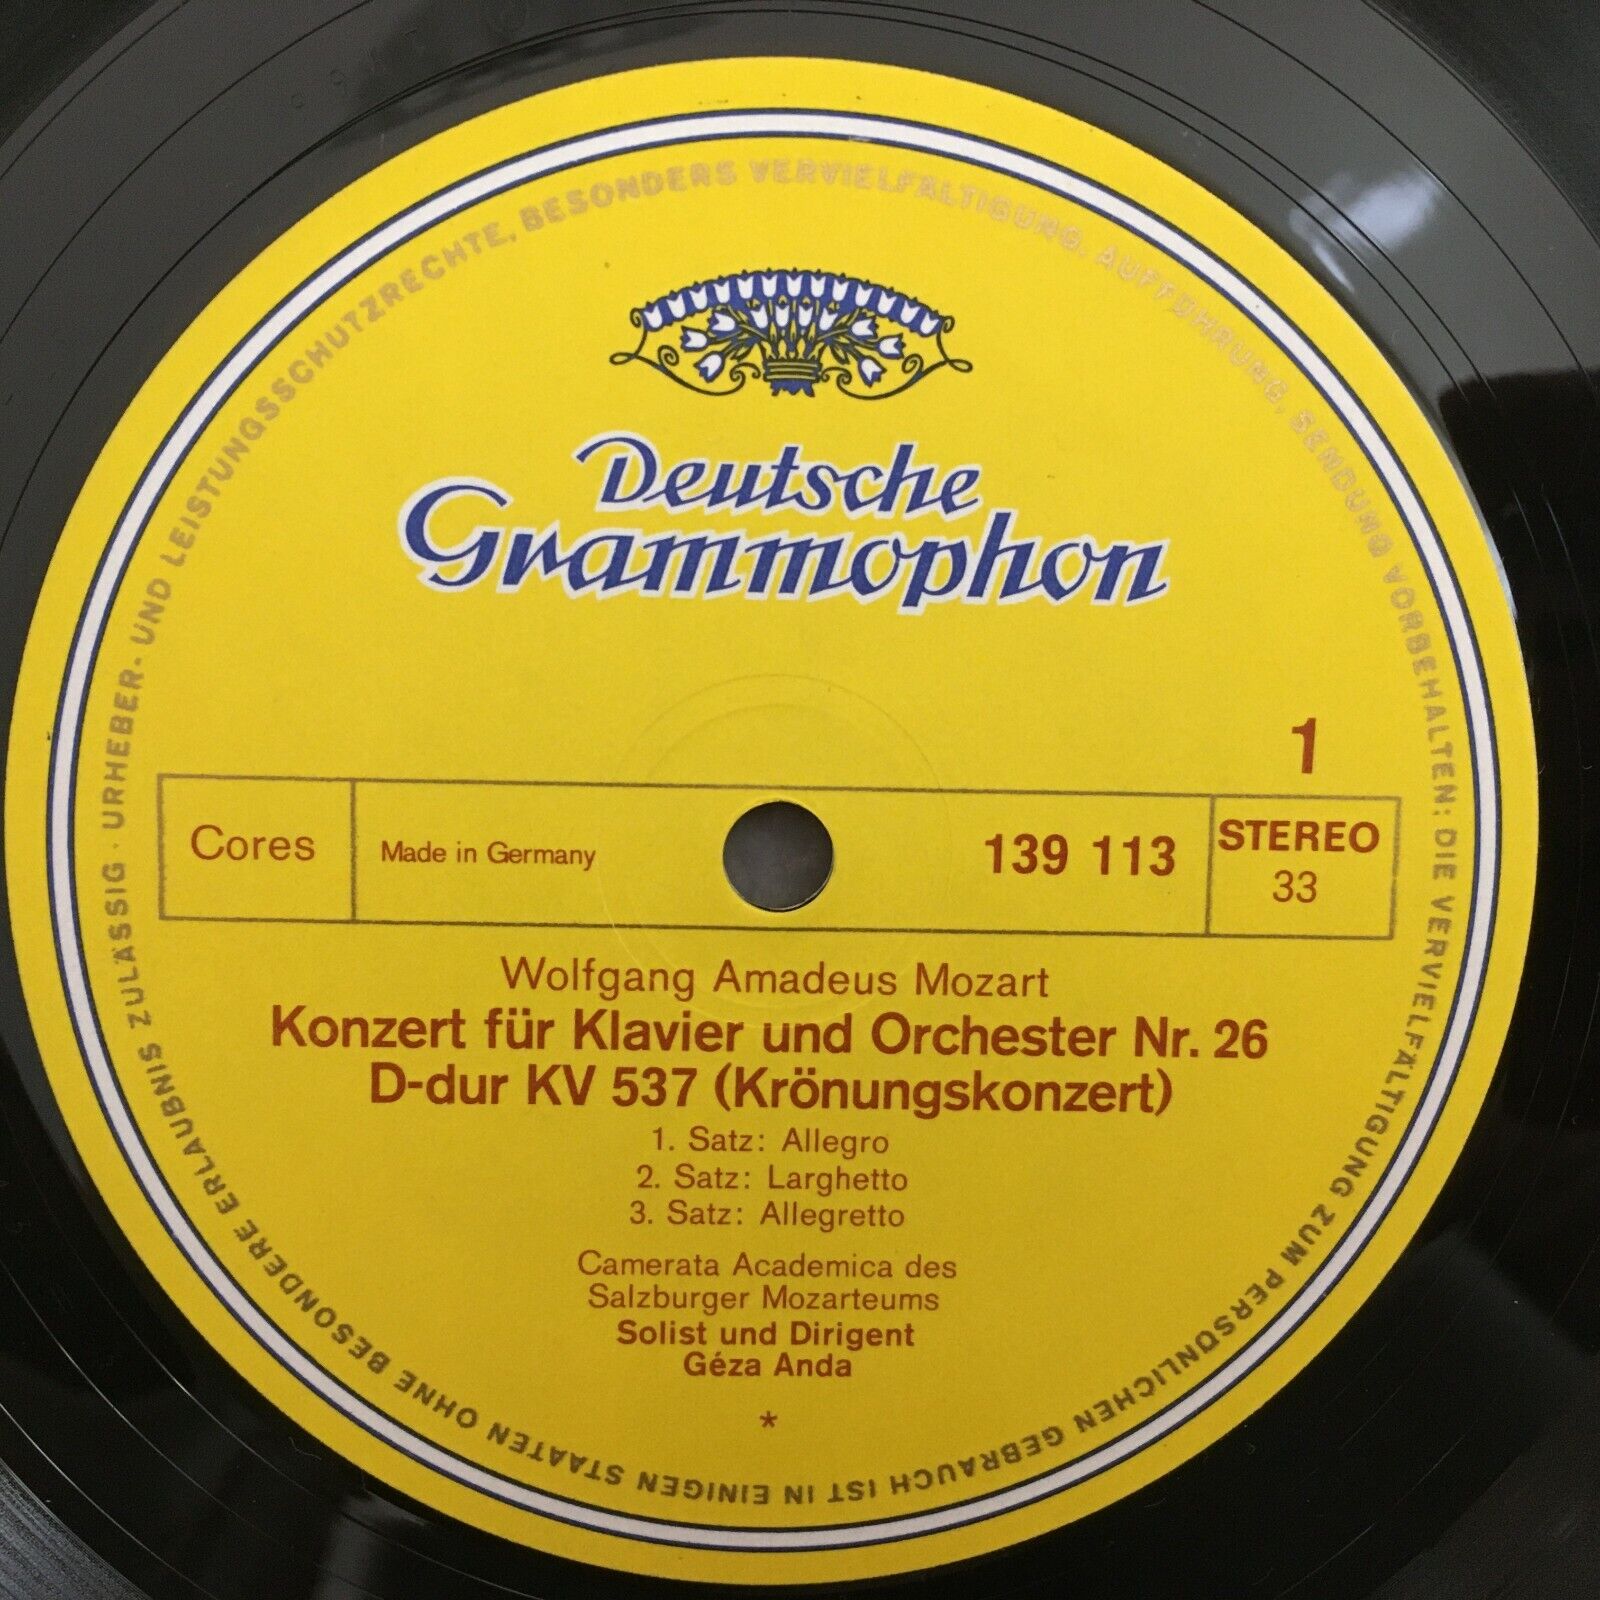 URHEBER- UND LEISTUNGSSCHUTZRECHTE, BESONDERS VERVIELFÄLTIGUNG, AUFFÜHRUNG, SENDUNG VORBEHALTEN; DIE VERVIELFÄLTIGUNG ZUM PERSÖNLICHEN GEBRAUCH IST IN EINIGEN STAATEN OHNE BESONDERE ERLAUBNIS ZULÄSSIG ·
Deutsche
Grammophon
1
Cores
Made in Germany
139 113
STEREO
33
Wolfgang Amadeus Mozart
Konzert für Klavier und Orchester Nr. 26
D-dur KV 537 (Krönungskonzert)
1. Satz: Allegro
2. Satz: Larghetto
3. Satz: Allegretto
Camerata Academica des
Salzburger Mozarteums
Solist und Dirigent
Géza Anda
*